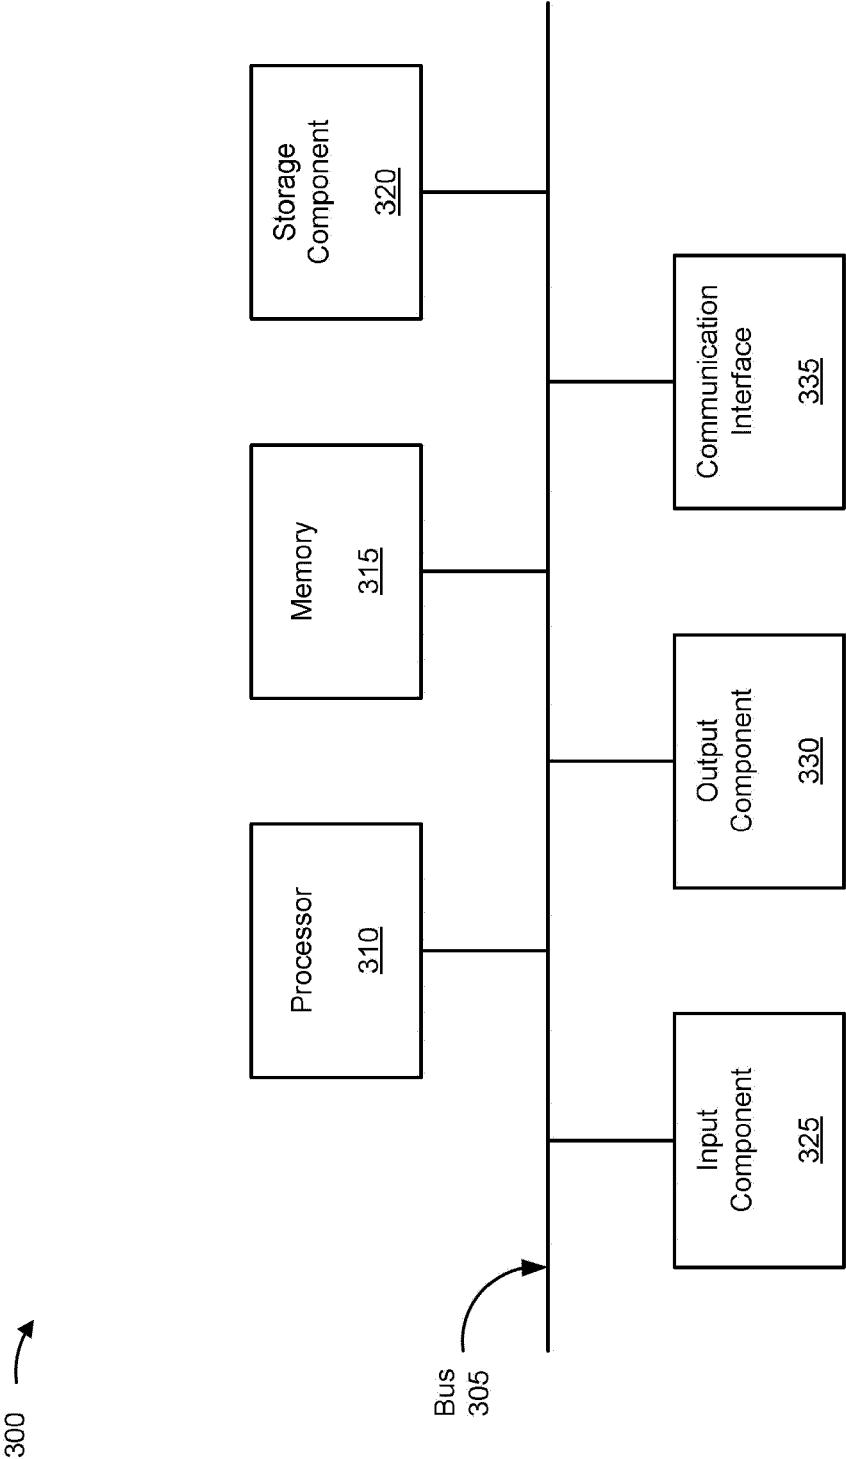 300
Processor
310
Memory
315
Storage
Component
320
Bus
305
Input
Component
325
Output
Component
330
Communication
Interface
335